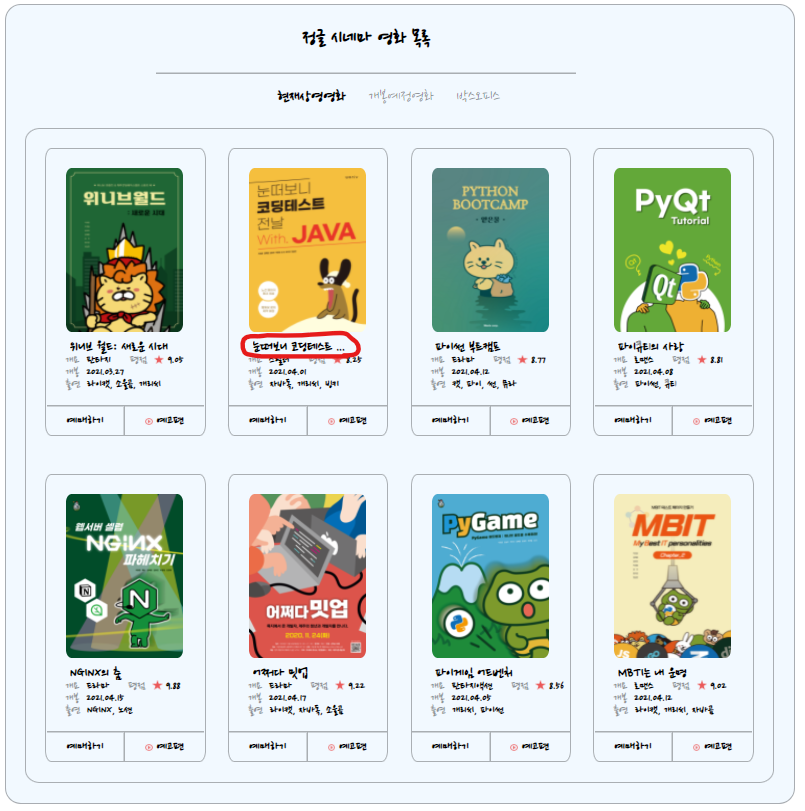 정글 시네마 영화 목록
현재상영영화 개봉예정영화 박스오피스
위니브월드
: 새로운 시대
위니브 월드: 새로운 시대
개요 판타지 평점 ★ 9.05
개봉 2021.03.27
출연 라이캣, 소울곰, 개리씨
예매하기 예고편
눈떠보니
코딩테스트
전날
With, JAVA
눈떠보니 코딩테스트 ...
개요 스릴러 평점 ★ 8.25
개봉 2021.04.01
출연 자바독, 개리씨, 빙키
예매하기 예고편
PYTHON
BOOTCAMP
파이썬 부트캠프
개요 드라마 평점 ★ 8.77
개봉 2021.04.12
출연 캣, 파이, 썬, 뮤라
예매하기 예고편
PyQt
Tutorial
Qt
파이큐티의 사랑
개요 로맨스 평점 ★ 8.81
개봉 2021.04.08
출연 파이썬, 큐티
예매하기 예고편
웹서버 셀럽
NGiNX
파헤치기
N
NGINX의 춤
개요 드라마 평점 ★ 9.88
개봉 2021.04.15
출연 NGINX, 노션
예매하기 예고편
어쩌다밋업
2020. 11. 24(화)
어쩌다 밋업
개요 드라마 평점 ★ 9.22
개봉 2021.04.17
출연 라이캣, 자바독, 소울곰
예매하기 예고편
PyGame
파이게임 어드벤처
개요 판타지액션 평점 ★ 8.56
개봉 2021.04.05
출연 개리씨, 파이썬
예매하기 예고편
MBIT
My Best IT personalities
Chapter. 2
JS
MBTI는 내 운명
개요 로맨스 평점 ★ 9.02
개봉 2021.04.12
출연 라이캣, 개리씨, 자바곰
예매하기 예고편